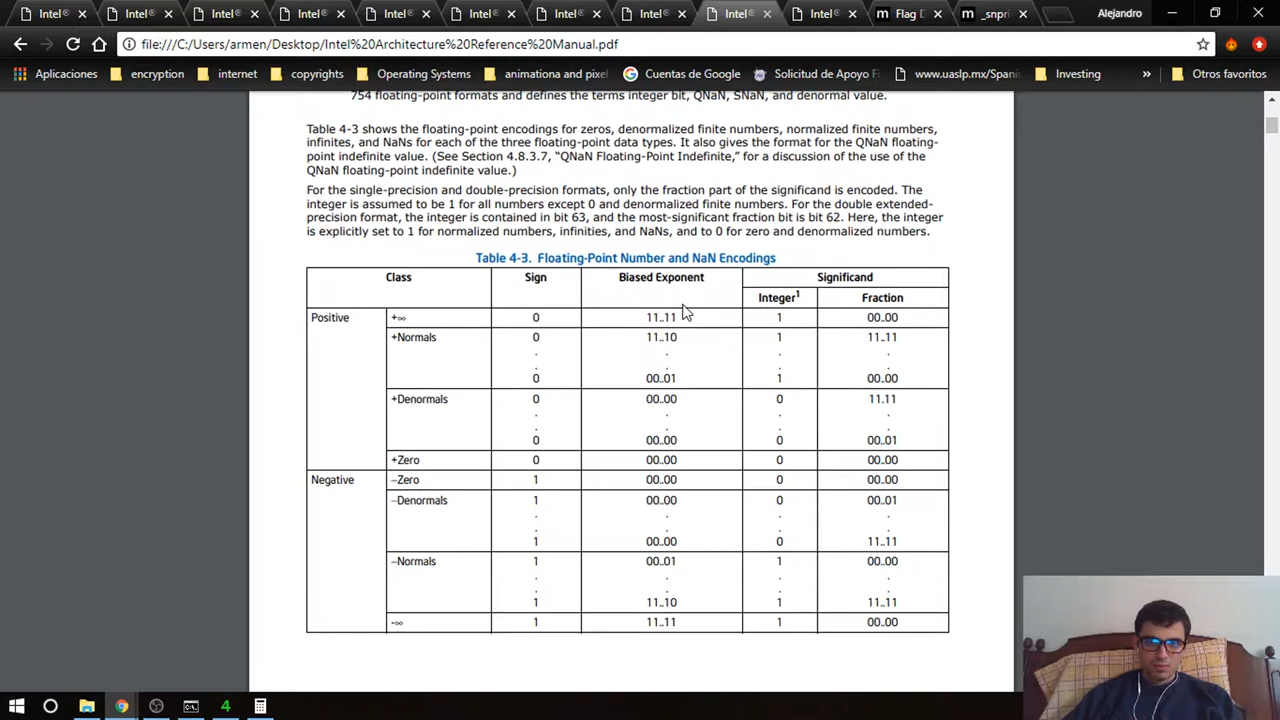 Intel® Intel® Intel® Intel® Intel® Intel® Intel® Intel® Intel® Intel® Flag D _snpri Alejandro
file:///C:/Users/armen/Desktop/Intel%20Architecture%20Reference%20Manual.pdf
Aplicaciones encryption internet copyrights Operating Systems animationa and pixel Cuentas de Google Solicitud de Apoyo Fi www.uaslp.mx/Spanis Investing » Otros favoritos
754 floating-point formats and defines the terms integer bit, QNaN, SNaN, and denormal value.
Table 4-3 shows the floating-point encodings for zeros, denormalized finite numbers, normalized finite numbers,
infinites, and NaNs for each of the three floating-point data types. It also gives the format for the QNaN floating-
point indefinite value. (See Section 4.8.3.7, “QNaN Floating-Point Indefinite,” for a discussion of the use of the
QNaN floating-point indefinite value.)
For the single-precision and double-precision formats, only the fraction part of the significand is encoded. The
integer is assumed to be 1 for all numbers except 0 and denormalized finite numbers. For the double extended-
precision format, the integer is contained in bit 63, and the most-significant fraction bit is bit 62. Here, the integer
is explicitly set to 1 for normalized numbers, infinities, and NaNs, and to 0 for zero and denormalized numbers.
Table 4-3. Floating-Point Number and NaN Encodings
Class Sign Biased Exponent Significand
Integer¹ Fraction
Positive +∞ 0 11..11 1 00..00
+Normals 0 11..10 1 11..11
. . . .
. . . .
0 00..01 1 00..00
+Denormals 0 00..00 0 11.11
. . . .
. . . .
0 00..00 0 00..01
+Zero 0 00..00 0 00..00
Negative −Zero 1 00..00 0 00..00
−Denormals 1 00..00 0 00..01
. . . .
. . . .
1 00..00 0 11..11
−Normals 1 00..01 1 00..00
. . . .
. . . .
1 11..10 1 11..11
-∞ 1 11..11 1 00..00
4